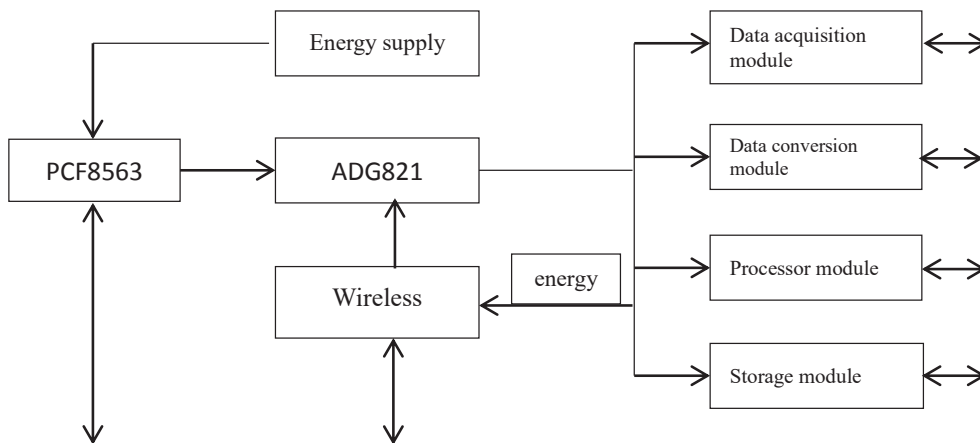 Energy supply
Data acquisition
module
PCF8563
ADG821
Data conversion
module
energy
Wireless
Processor module
Storage module